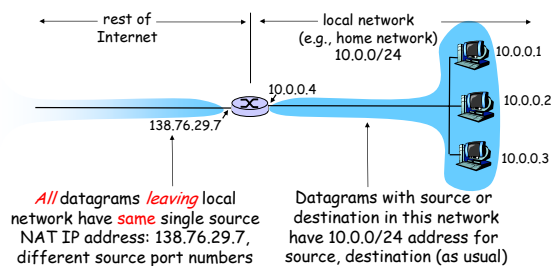 rest of
Internet
local network
(e.g., home network)
10.0.0/24
10.0.0.1
10.0.0.4
10.0.0.2
138.76.29.7
10.0.0.3
All datagrams leaving local
network have same single source
NAT IP address: 138.76.29.7,
different source port numbers
Datagrams with source or
destination in this network
have 10.0.0/24 address for
source, destination (as usual)